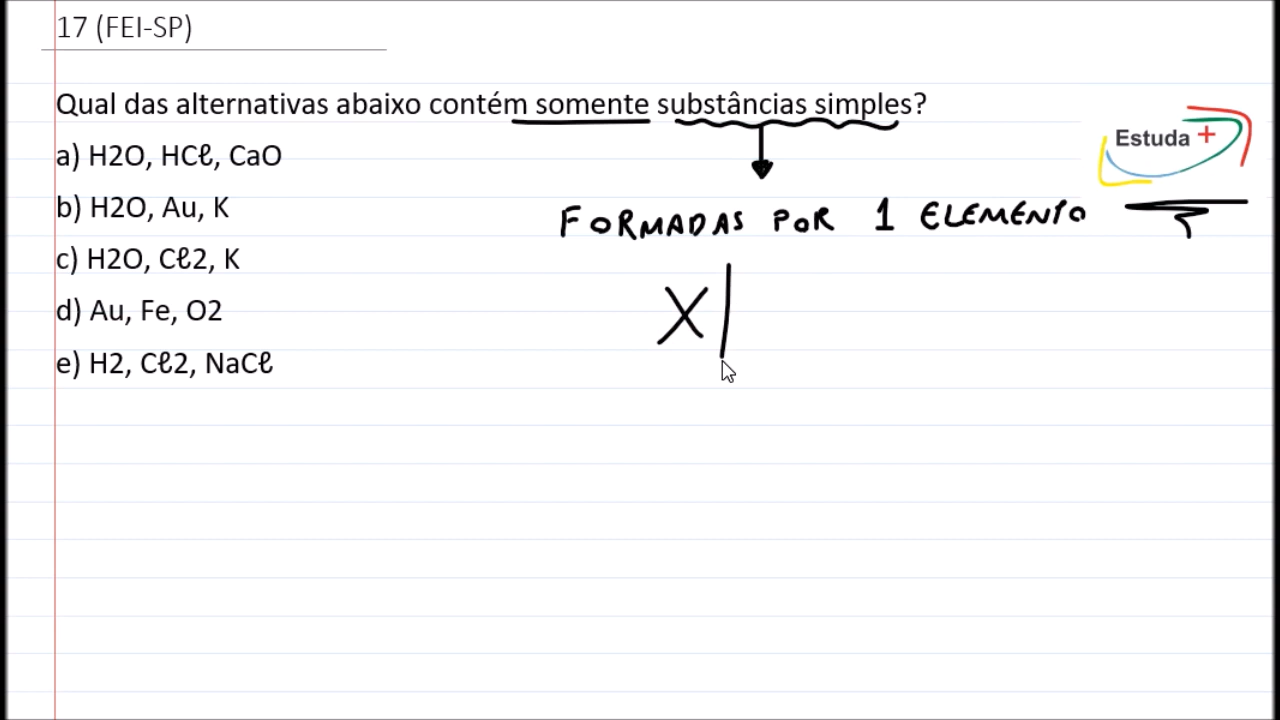 17 (FEI-SP)
Qual das alternativas abaixo contém somente substâncias simples?
a) H2O, HCℓ, CaO
b) H2O, Au, K
c) H2O, Cℓ2, K
d) Au, Fe, O2
e) H2, Cℓ2, NaCℓ
Estuda +
FORMADAS POR 1 ELEMENTO
X|